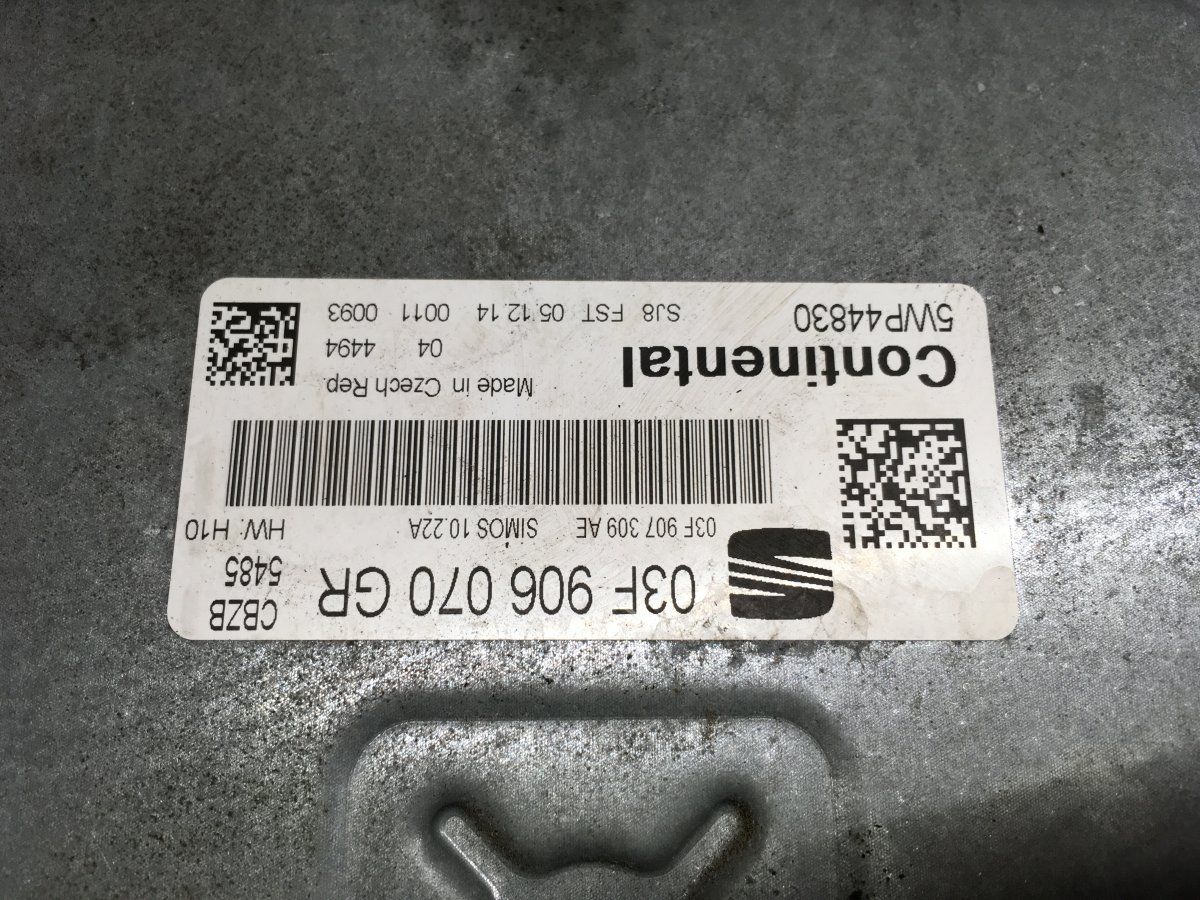 03F 906 070 GR
CBZB
5485
03F 907 309 AE SIMOS 10.22A HW: H10
Made in Czech Rep.
Continental
04 4494
5WP44830
SJ8 FST 05.12.14 0011 0093